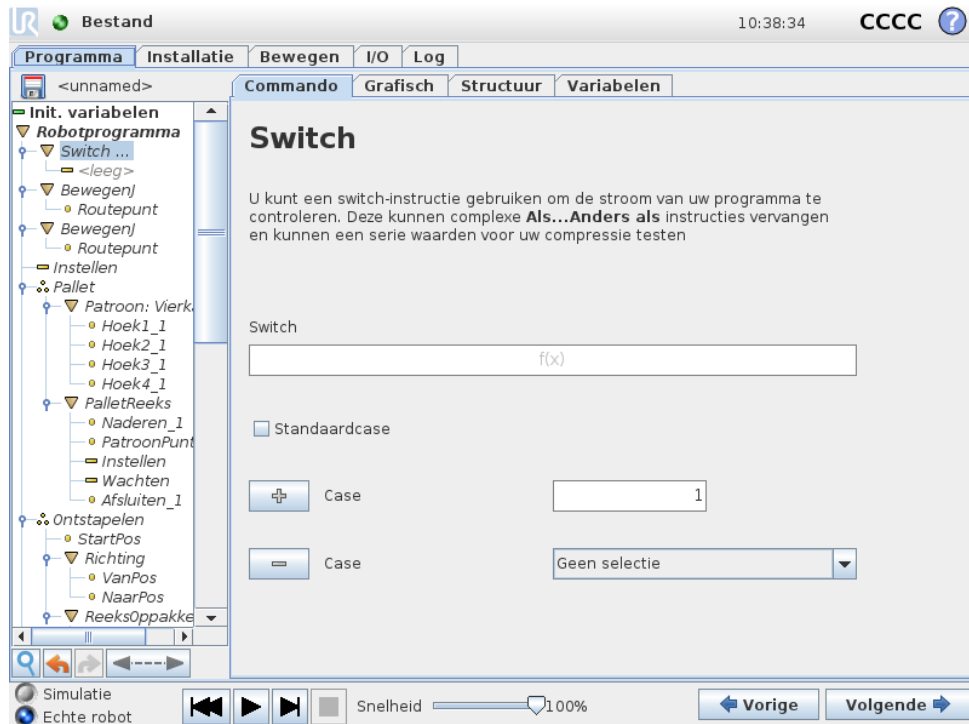 UR Bestand 10:38:34 CCCC ?
Programma Installatie Bewegen I/O Log
<unnamed> Commando Grafisch Structuur Variabelen
Init. variabelen
Robotprogramma
Switch ...
<leeg>
BewegenJ
Routepunt
BewegenJ
Routepunt
Instellen
Pallet
Patroon: Vierk
Hoek1_1
Hoek2_1
Hoek3_1
Hoek4_1
PalletReeks
Naderen_1
PatroonPunt
Instellen
Wachten
Afsluiten_1
Ontstapelen
StartPos
Richting
VanPos
NaarPos
ReeksOppakke
Switch
U kunt een switch-instructie gebruiken om de stroom van uw programma te
controleren. Deze kunnen complexe Als...Anders als instructies vervangen
en kunnen een serie waarden voor uw compressie testen
Switch
f(x)
Standaardcase
Case 1
Case Geen selectie
Simulatie
Echte robot
Snelheid 100%
Vorige Volgende